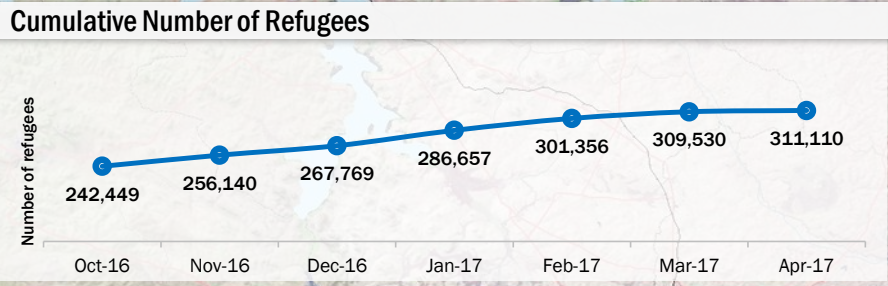 Cumulative Number of Refugees
Number of refugees
242,449
256,140
267,769
286,657
301,356
309,530
311,110
Oct-16
Nov-16
Dec-16
Jan-17
Feb-17
Mar-17
Apr-17